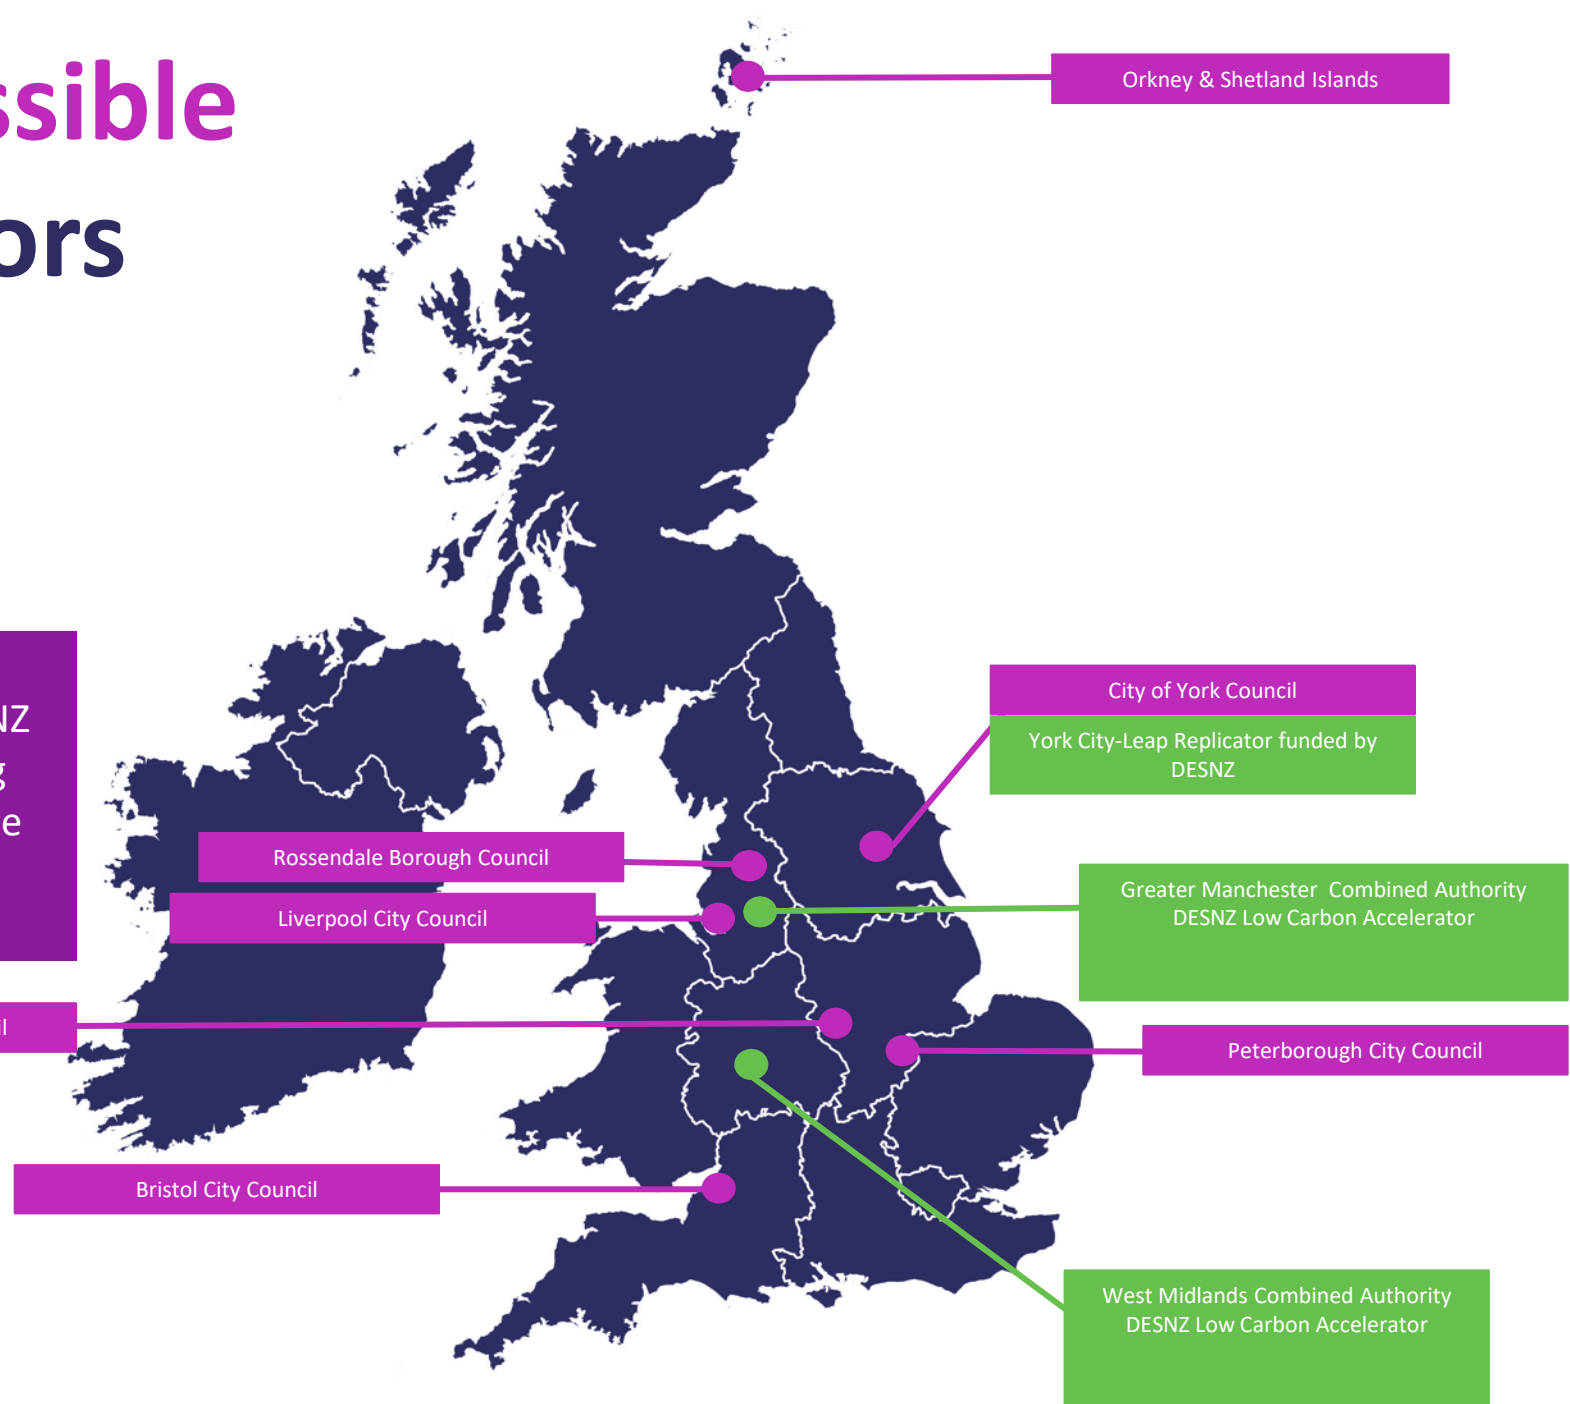 ssible
ors
Orkney & Shetland Islands
NZ
g
e
City of York Council
York City-Leap Replicator funded by
DESNZ
Rossendale Borough Council
Liverpool City Council
Greater Manchester  Combined Authority
DESNZ Low Carbon Accelerator
il
Peterborough City Council
Bristol City Council
West Midlands Combined Authority
DESNZ Low Carbon Accelerator